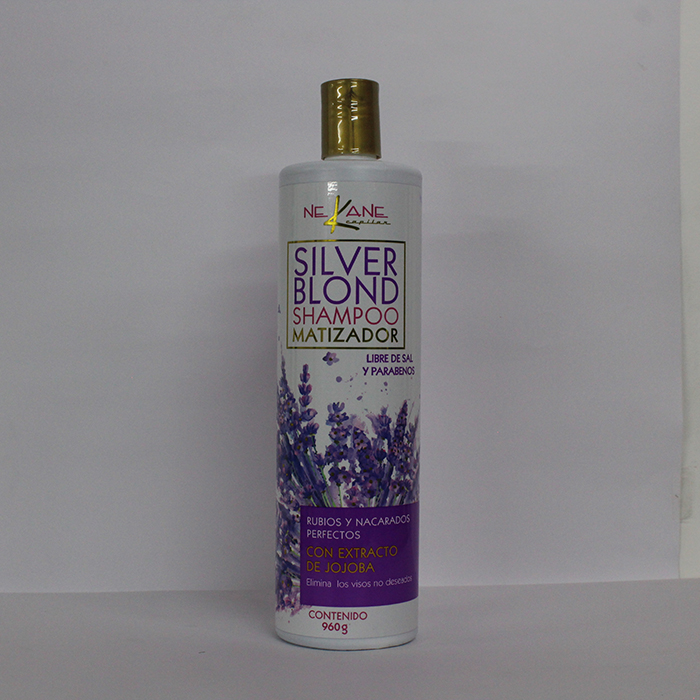 NEKANE
capilar
SILVER
BLOND
SHAMPOO
MATIZADOR
LIBRE DE SAL
Y PARABENOS
RUBIOS Y NACARADOS
PERFECTOS
CON EXTRACTO
DE JOJOBA
Elimina los visos no deseados
CONTENIDO
960g